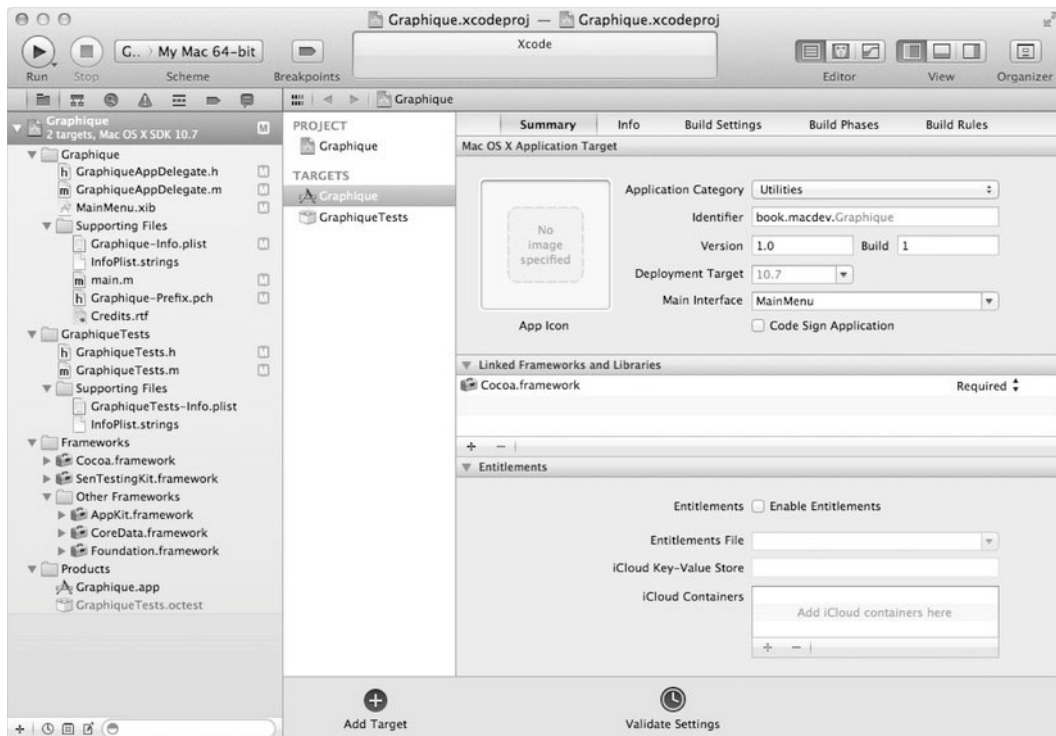 Graphique.xcodeproj — Graphique.xcodeproj
Run
Stop
G.. › My Mac 64-bit
Scheme
Breakpoints
Xcode
Editor
View
Organizer
Graphique
2 targets, Mac OS X SDK 10.7
M
Graphique
h GraphiqueAppDelegate.h M
m GraphiqueAppDelegate.m M
MainMenu.xib M
Supporting Files
Graphique-Info.plist M
InfoPlist.strings
m main.m M
h Graphique-Prefix.pch M
Credits.rtf
GraphiqueTests
h GraphiqueTests.h M
m GraphiqueTests.m M
Supporting Files
GraphiqueTests-Info.plist
InfoPlist.strings
Frameworks
Cocoa.framework
SenTestingKit.framework
Other Frameworks
AppKit.framework
CoreData.framework
Foundation.framework
Products
Graphique.app
GraphiqueTests.octest
Graphique
PROJECT
Graphique
TARGETS
Graphique
GraphiqueTests
Summary Info Build Settings Build Phases Build Rules
Mac OS X Application Target
No
image
specified
App Icon
Application Category Utilities
Identifier book.macdev.Graphique
Version 1.0 Build 1
Deployment Target 10.7
Main Interface MainMenu
Code Sign Application
Linked Frameworks and Libraries
Cocoa.framework Required
Entitlements
Entitlements Enable Entitlements
Entitlements File
iCloud Key-Value Store
iCloud Containers
Add iCloud containers here
Add Target
Validate Settings